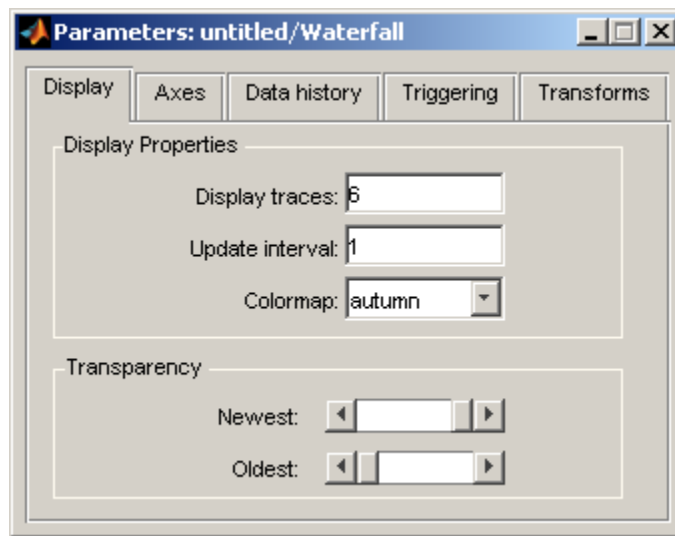 Parameters: untitled/Waterfall
Display Axes Data history Triggering Transforms
Display Properties
Display traces: 6
Update interval: 1
Colormap: autumn
Transparency
Newest:
Oldest: